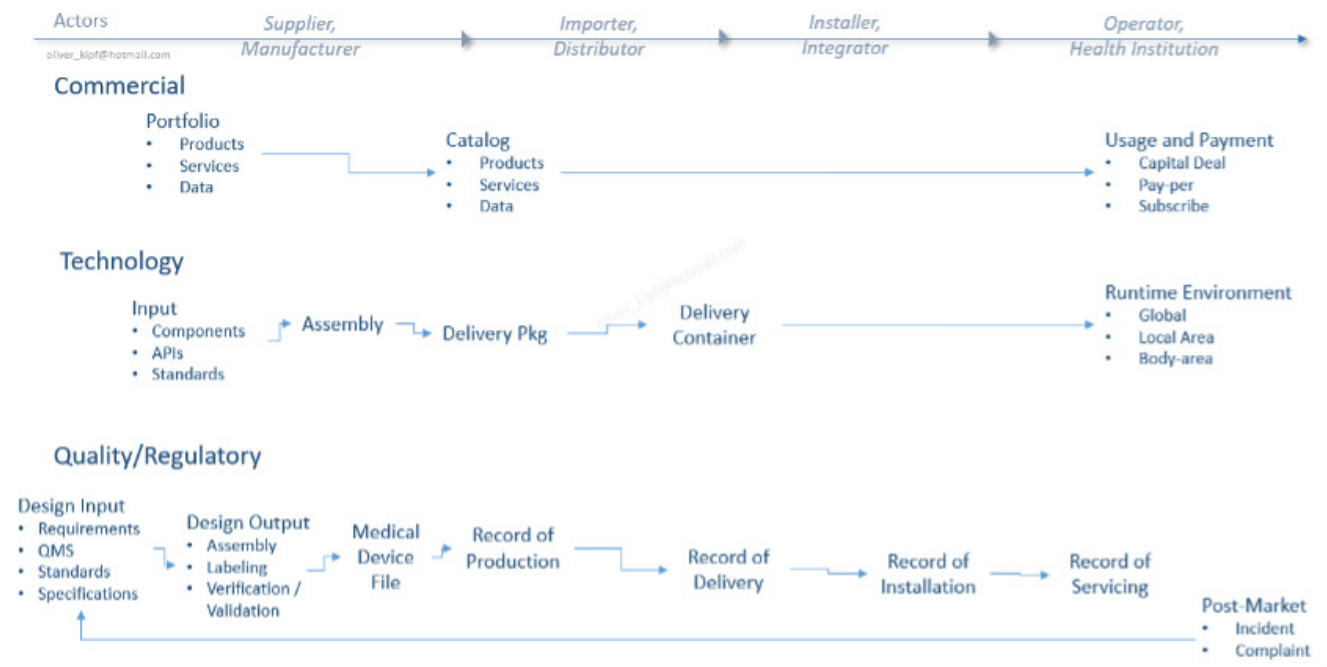 Actors
Supplier,
Manufacturer
Importer,
Distributor
Installer,
Integrator
Operator,
Health Institution
oliver_kipf@hotmail.com
Commercial
Portfolio
• Products
• Services
• Data
Catalog
• Products
• Services
• Data
Usage and Payment
• Capital Deal
• Pay-per
• Subscribe
Technology
oliver_kipf@hotmail.com
Input
• Components
• APIs
• Standards
Assembly
Delivery Pkg
Delivery
Container
Runtime Environment
• Global
• Local Area
• Body-area
Quality/Regulatory
Design Input
• Requirements
• QMS
• Standards
• Specifications
Design Output
• Assembly
• Labeling
• Verification /
Validation
Medical
Device
File
Record of
Production
Record of
Delivery
Record of
Installation
Record of
Servicing
Post-Market
• Incident
• Complaint